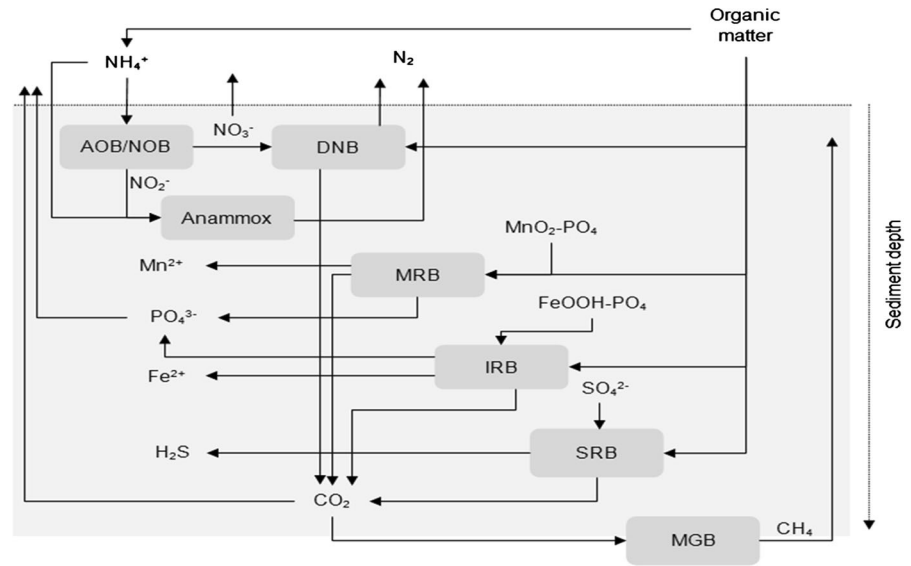 Organic
matter
NH₄⁺
N₂
NO₃⁻
AOB/NOB
DNB
NO₂⁻
Anammox
MnO₂-PO₄
Mn²⁺
MRB
FeOOH-PO₄
PO₄³⁻
IRB
Fe²⁺
SO₄²⁻
H₂S
SRB
CO₂
CH₄
MGB
Sediment depth